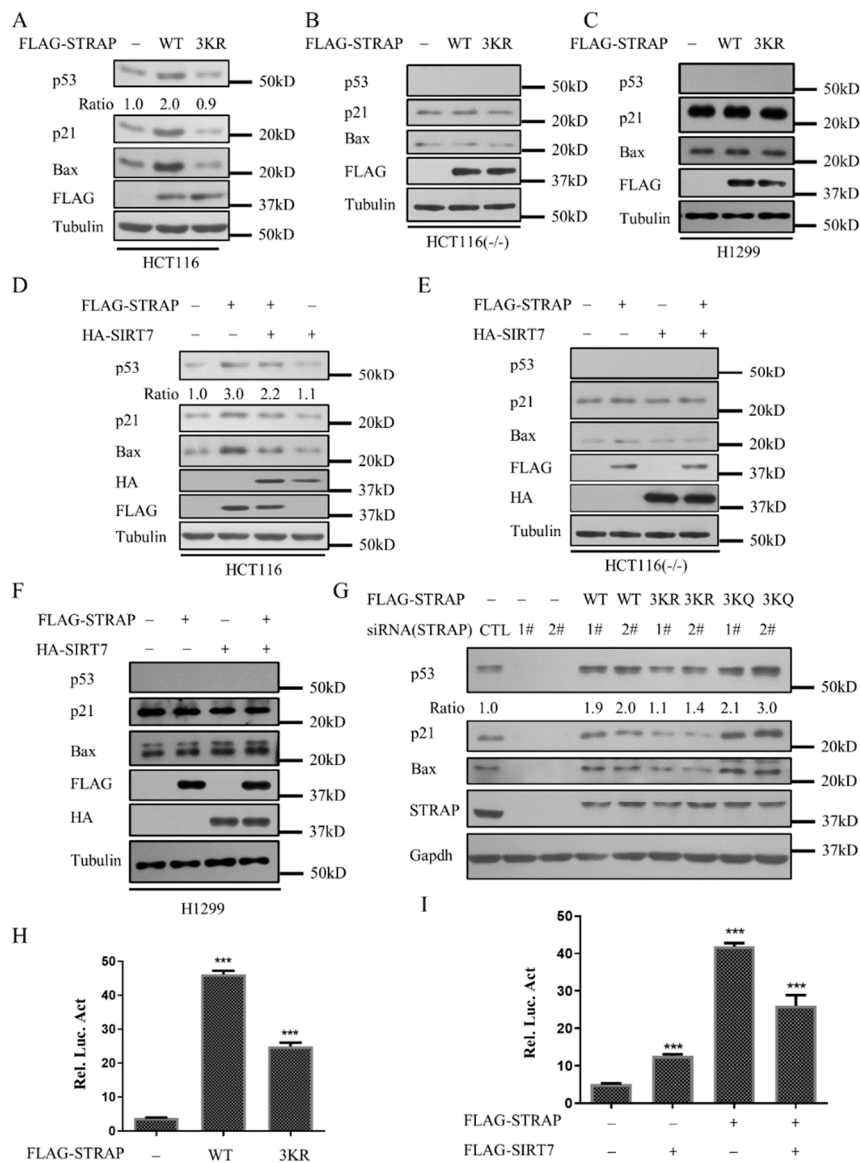 A
FLAG-STRAP – WT 3KR
p53 50kD
Ratio 1.0 2.0 0.9
p21 20kD
Bax 20kD
FLAG 37kD
Tubulin 50kD
HCT116
B
FLAG-STRAP – WT 3KR
p53 50kD
p21 20kD
Bax 20kD
FLAG 37kD
Tubulin 50kD
HCT116(-/-)
C
FLAG-STRAP – WT 3KR
p53 50kD
p21 20kD
Bax 20kD
FLAG 37kD
Tubulin 50kD
H1299
D
FLAG-STRAP – + + –
HA-SIRT7 – – + +
p53 50kD
Ratio 1.0 3.0 2.2 1.1
p21 20kD
Bax 20kD
HA 37kD
FLAG 37kD
Tubulin 50kD
HCT116
E
FLAG-STRAP – + – +
HA-SIRT7 – – + +
p53 50kD
p21 20kD
Bax 20kD
FLAG 37kD
HA 37kD
Tubulin 50kD
HCT116(-/-)
F
FLAG-STRAP – + – +
HA-SIRT7 – – + +
p53 50kD
p21 20kD
Bax 20kD
FLAG 37kD
HA 37kD
Tubulin 50kD
H1299
G
FLAG-STRAP – – – WT WT 3KR 3KR 3KQ 3KQ
siRNA(STRAP) CTL 1# 2# 1# 2# 1# 2# 1# 2#
p53 50kD
Ratio 1.0 1.9 2.0 1.1 1.4 2.1 3.0
p21 20kD
Bax 20kD
STRAP 37kD
Gapdh 37kD
H
Rel. Luc. Act
50
40
30
20
10
0
***
***
FLAG-STRAP – WT 3KR
I
Rel. Luc. Act
50
40
30
20
10
0
***
***
***
FLAG-STRAP – – + +
FLAG-SIRT7 – + – +